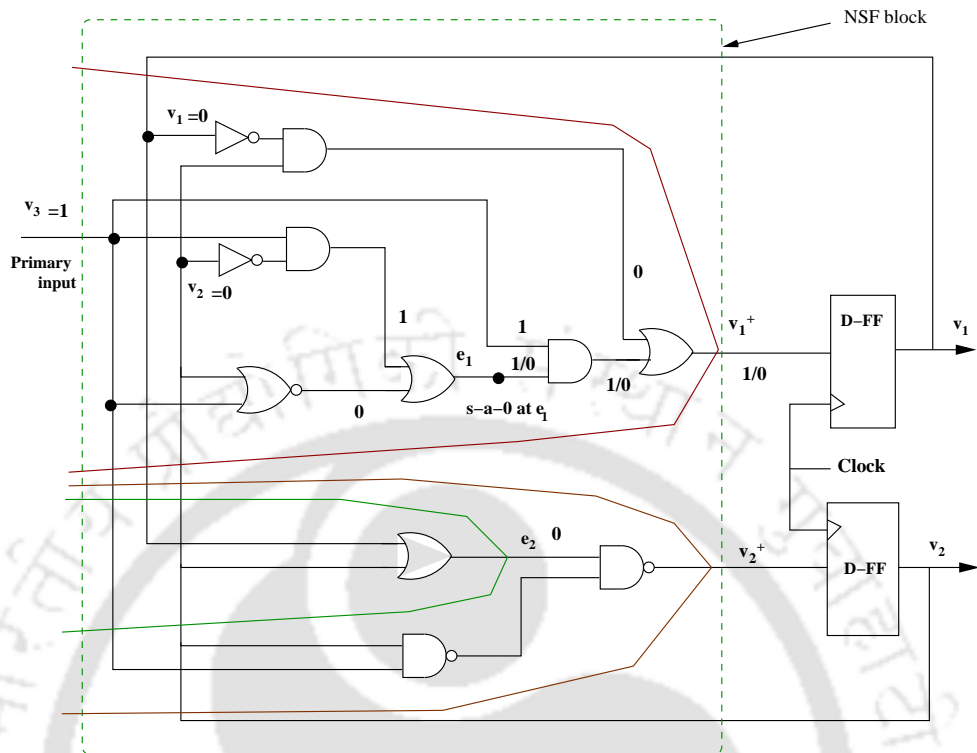 NSF block
v1 =0
v3 =1
Primary input
v2 =0
0
1
1
e1
1/0
1/0
v1+
1/0
D-FF
v1
0
s-a-0 at e1
Clock
e2 0
v2+
D-FF
v2